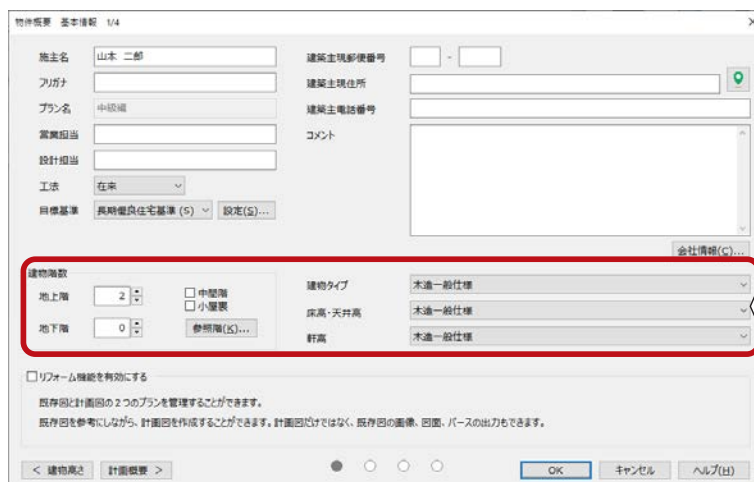 物件概要 基本情報 1/4
施主名 山本 二郎
フリガナ
プラン名 中級編
営業担当
設計担当
工法 在来
目標基準 長期優良住宅基準 (S) 設定(S)...
建築主現郵便番号 -
建築主現住所
建築主電話番号
コメント
会社情報(C)...
建物階数
地上階 2 中間階
小屋裏
地下階 0 参照階(K)...
建物タイプ 木造一般仕様
床高・天井高 木造一般仕様
軒高 木造一般仕様
リフォーム機能を有効にする
既存図と計画図の2つのプランを管理することができます。
既存図を参考にしながら、計画図を作成することができます。計画図だけではなく、既存図の画像、図面、パースの出力もできます。
< 建物高さ 計画概要 > OK キャンセル ヘルプ(H)